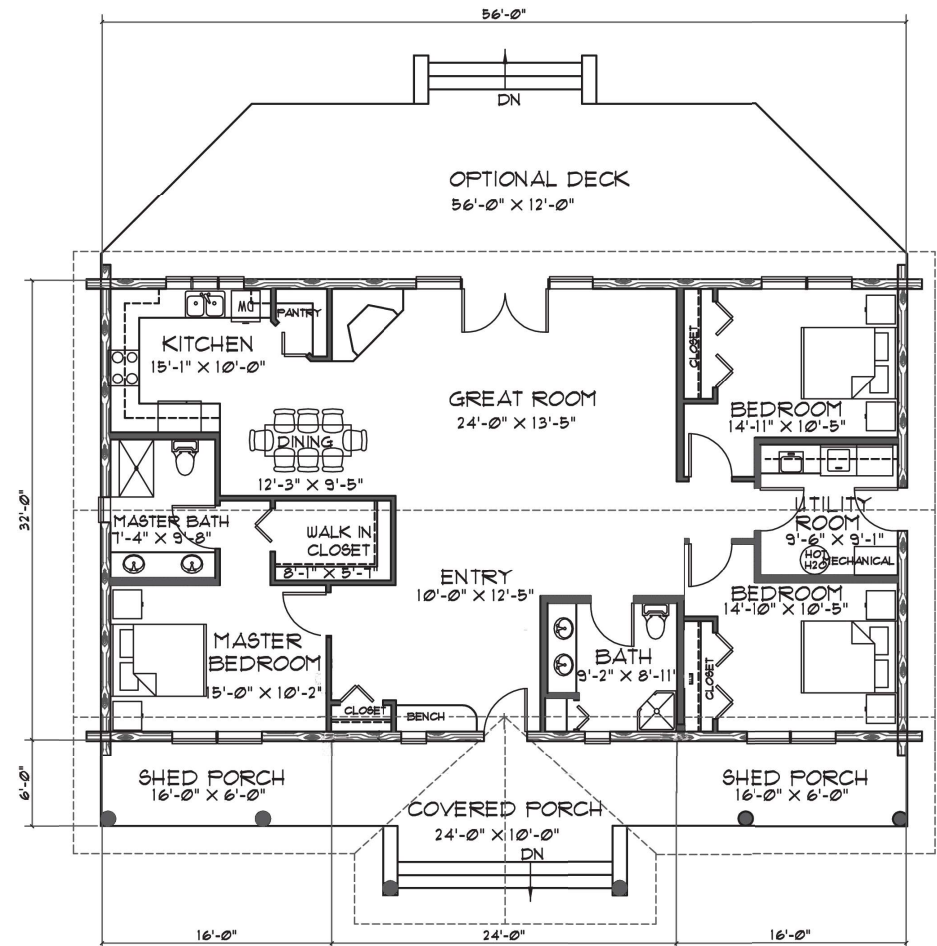 56'-0"
DN
OPTIONAL DECK
56'-0" X 12'-0"
DW
PANTRY
KITCHEN
15'-1" X 10'-0"
CLOSET
GREAT ROOM
24'-0" X 13'-5"
BEDROOM
14'-11" X 10'-5"
DINING
12'-3" X 9'-5"
32'-0"
MASTER BATH
7'-4" X 9'-8"
WALK IN
CLOSET
8'-1" X 5'-7"
UTILITY
ROOM
9'-6" X 9'-1"
HOT
H2O
MECHANICAL
ENTRY
10'-0" X 12'-5"
BEDROOM
14'-10" X 10'-5"
MASTER
BEDROOM
15'-0" X 10'-2"
BATH
9'-2" X 8'-11"
CLOSET
CLOSET
BENCH
6'-0"
SHED PORCH
16'-0" X 6'-0"
SHED PORCH
16'-0" X 6'-0"
COVERED PORCH
24'-0" X 10'-0"
DN
16'-0"
24'-0"
16'-0"